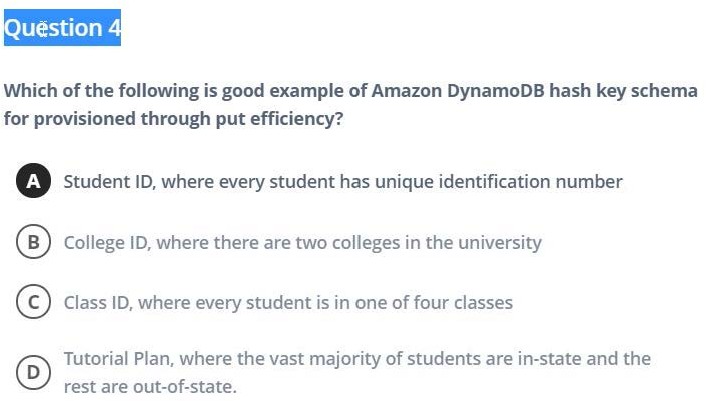 Question 4
Which of the following is good example of Amazon DynamoDB hash key schema
for provisioned through put efficiency?
A Student ID, where every student has unique identification number
B College ID, where there are two colleges in the university
C Class ID, where every student is in one of four classes
D Tutorial Plan, where the vast majority of students are in-state and the
rest are out-of-state.